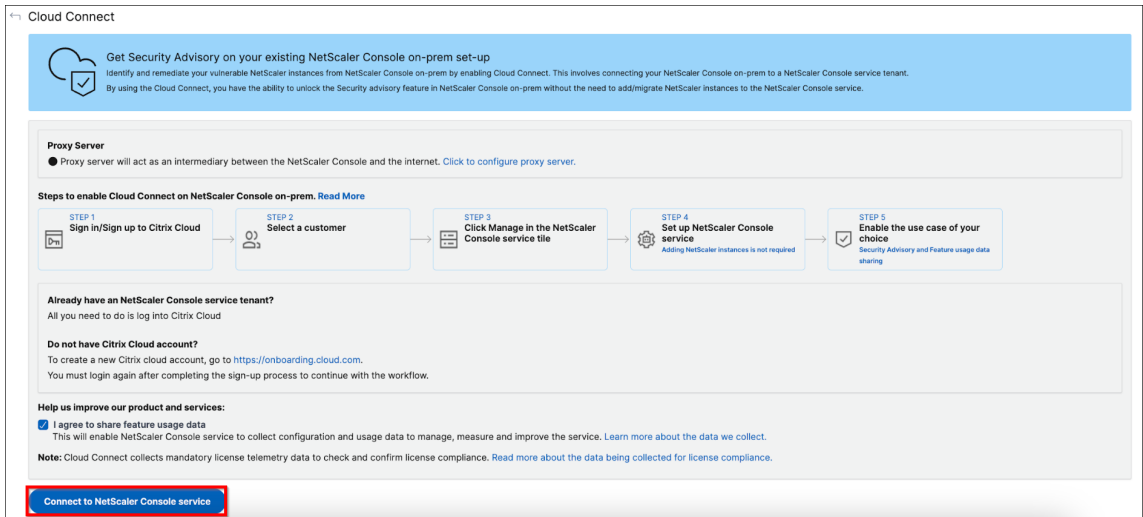 Cloud Connect
Get Security Advisory on your existing NetScaler Console on-prem set-up
Identify and remediate your vulnerable NetScaler instances from NetScaler Console on-prem by enabling Cloud Connect. This involves connecting your NetScaler Console on-prem to a NetScaler Console service tenant.
By using the Cloud Connect, you have the ability to unlock the Security advisory feature in NetScaler Console on-prem without the need to add/migrate NetScaler instances to the NetScaler Console service.
Proxy Server
Proxy server will act as an intermediary between the NetScaler Console and the internet. Click to configure proxy server.
Steps to enable Cloud Connect on NetScaler Console on-prem. Read More
STEP 1
Sign in/Sign up to Citrix Cloud
STEP 2
Select a customer
STEP 3
Click Manage in the NetScaler
Console service tile
STEP 4
Set up NetScaler Console
service
Adding NetScaler instances is not required
STEP 5
Enable the use case of your
choice
Security Advisory and Feature usage data
sharing
Already have an NetScaler Console service tenant?
All you need to do is log into Citrix Cloud
Do not have Citrix Cloud account?
To create a new Citrix cloud account, go to https://onboarding.cloud.com.
You must login again after completing the sign-up process to continue with the workflow.
Help us improve our product and services:
I agree to share feature usage data
This will enable NetScaler Console service to collect configuration and usage data to manage, measure and improve the service. Learn more about the data we collect.
Note: Cloud Connect collects mandatory license telemetry data to check and confirm license compliance. Read more about the data being collected for license compliance.
Connect to NetScaler Console service